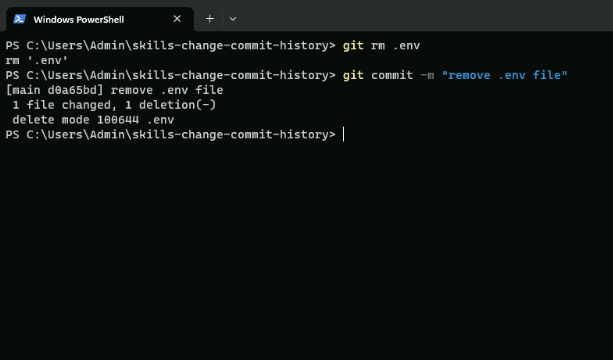 Windows PowerShell
PS C:\Users\Admin\skills-change-commit-history> git rm .env
rm '.env'
PS C:\Users\Admin\skills-change-commit-history> git commit -m "remove .env file"
[main d0a65bd] remove .env file
 1 file changed, 1 deletion(-)
 delete mode 100644 .env
PS C:\Users\Admin\skills-change-commit-history>